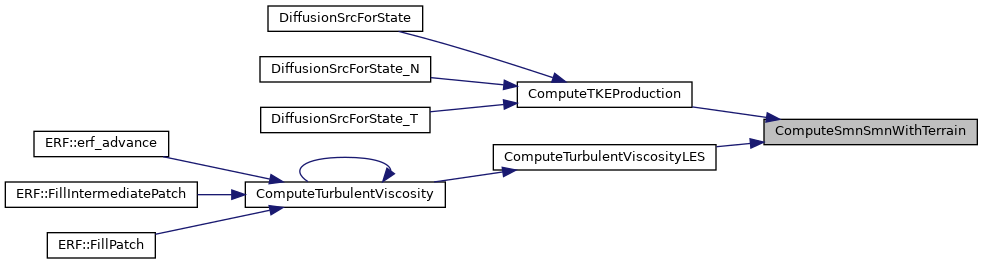 DiffusionSrcForState
DiffusionSrcForState_N
ComputeTKEProduction
DiffusionSrcForState_T
ComputeSmnSmnWithTerrain
ERF::erf_advance
ComputeTurbulentViscosityLES
ERF::FillIntermediatePatch
ComputeTurbulentViscosity
ERF::FillPatch